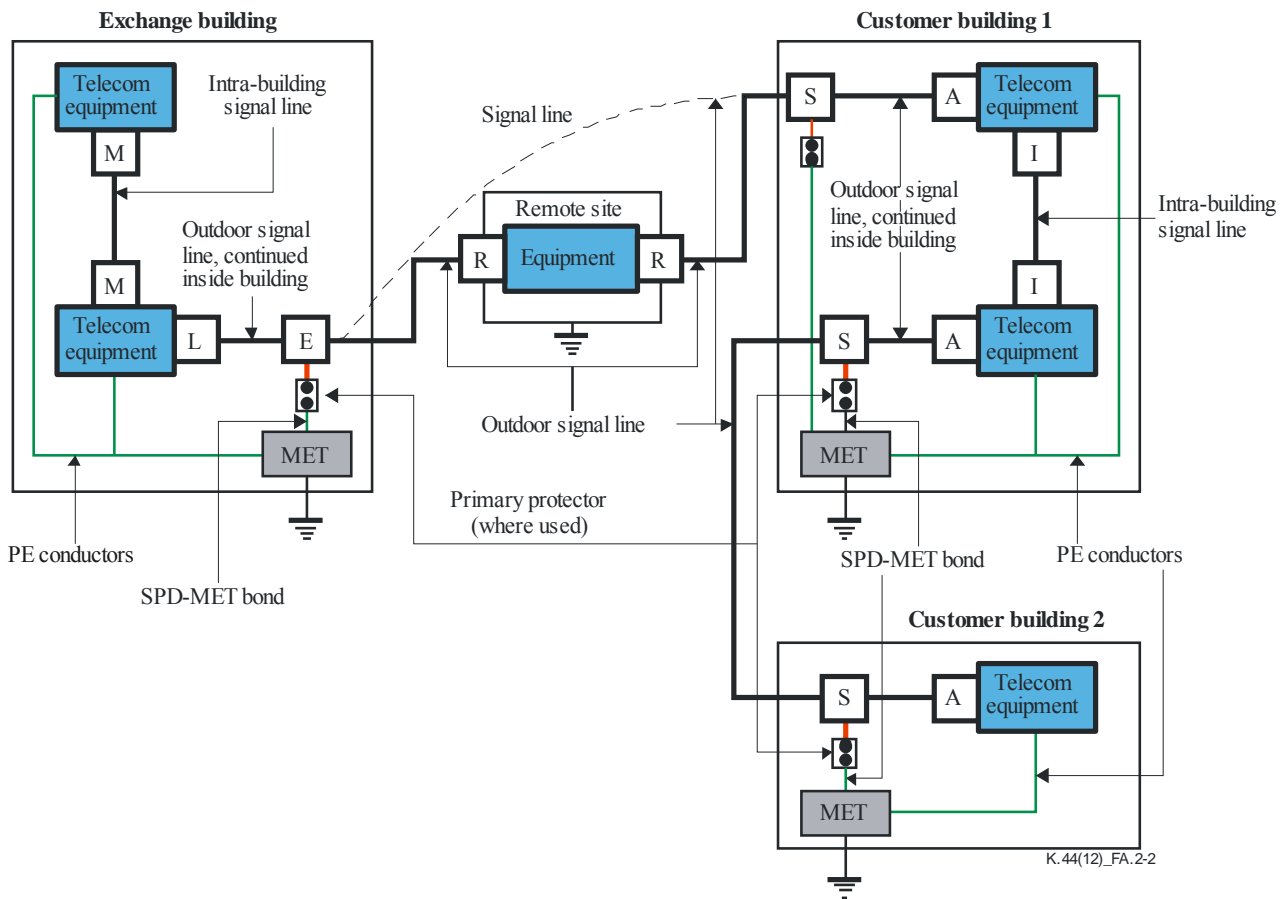 Exchange building
Telecom
equipment
M
Intra-building
signal line
M
Outdoor signal
line, continued
inside building
Telecom
equipment
L
E
MET
PE conductors
SPD-MET bond
Signal line
Remote site
R
Equipment
R
Outdoor signal line
Primary protector
(where used)
Customer building 1
S
A
Telecom
equipment
I
Outdoor signal
line, continued
inside building
Intra-building
signal line
I
S
A
Telecom
equipment
MET
SPD-MET bond
PE conductors
Customer building 2
S
A
Telecom
equipment
MET
K.44(12)_FA.2-2